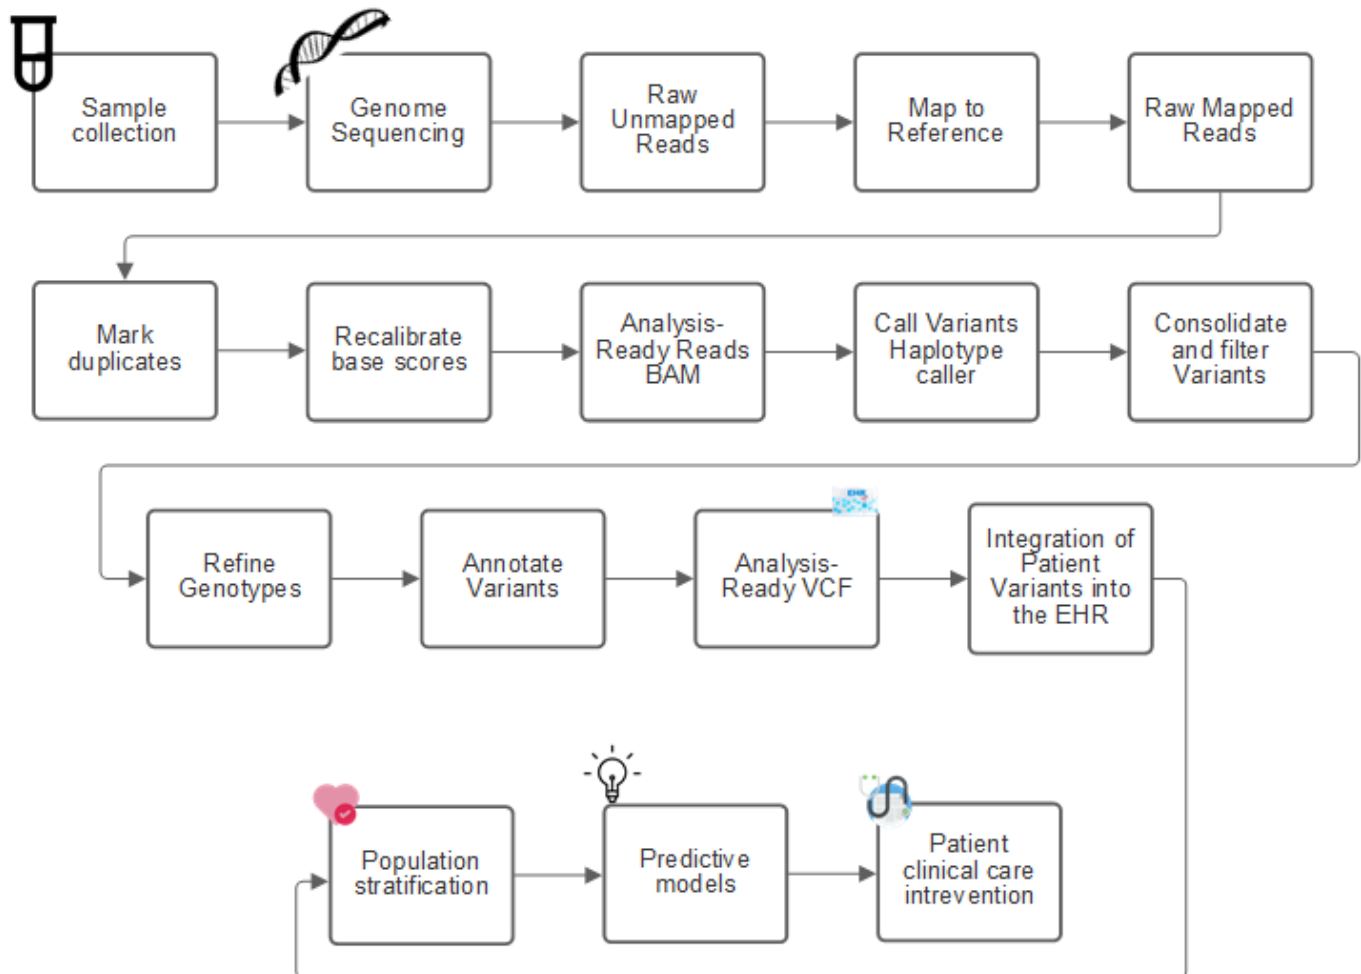 Sample
collection
Genome
Sequencing
Raw
Unmapped
Reads
Map to
Reference
Raw Mapped
Reads
Mark
duplicates
Recalibrate
base scores
Analysis-
Ready Reads
BAM
Call Variants
Haplotype
caller
Consolidate
and filter
Variants
Refine
Genotypes
Annotate
Variants
EHR
Analysis-
Ready VCF
Integration of
Patient
Variants into
the EHR
Population
stratification
Predictive
models
Patient
clinical care
intrevention